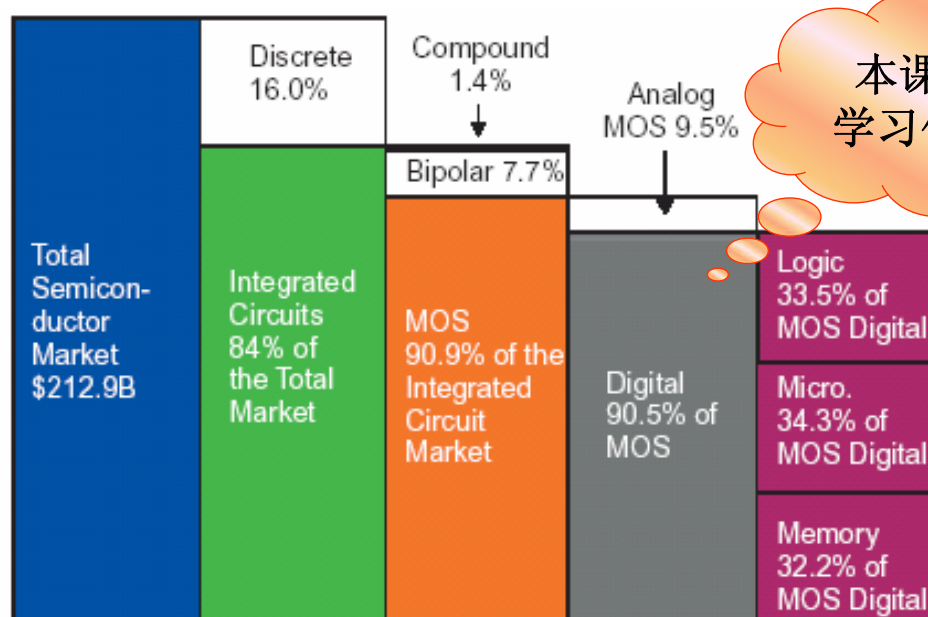 Discrete
16.0%
Compound
1.4%
Analog
MOS 9.5%
本课
学习
Bipolar 7.7%
Total
Semicon-
ductor
Market
$212.9B
Integrated
Circuits
84% of
the Total
Market
MOS
90.9% of the
Integrated
Circuit
Market
Digital
90.5% of
MOS
Logic
33.5% of
MOS Digital
Micro.
34.3% of
MOS Digital
Memory
32.2% of
MOS Digital